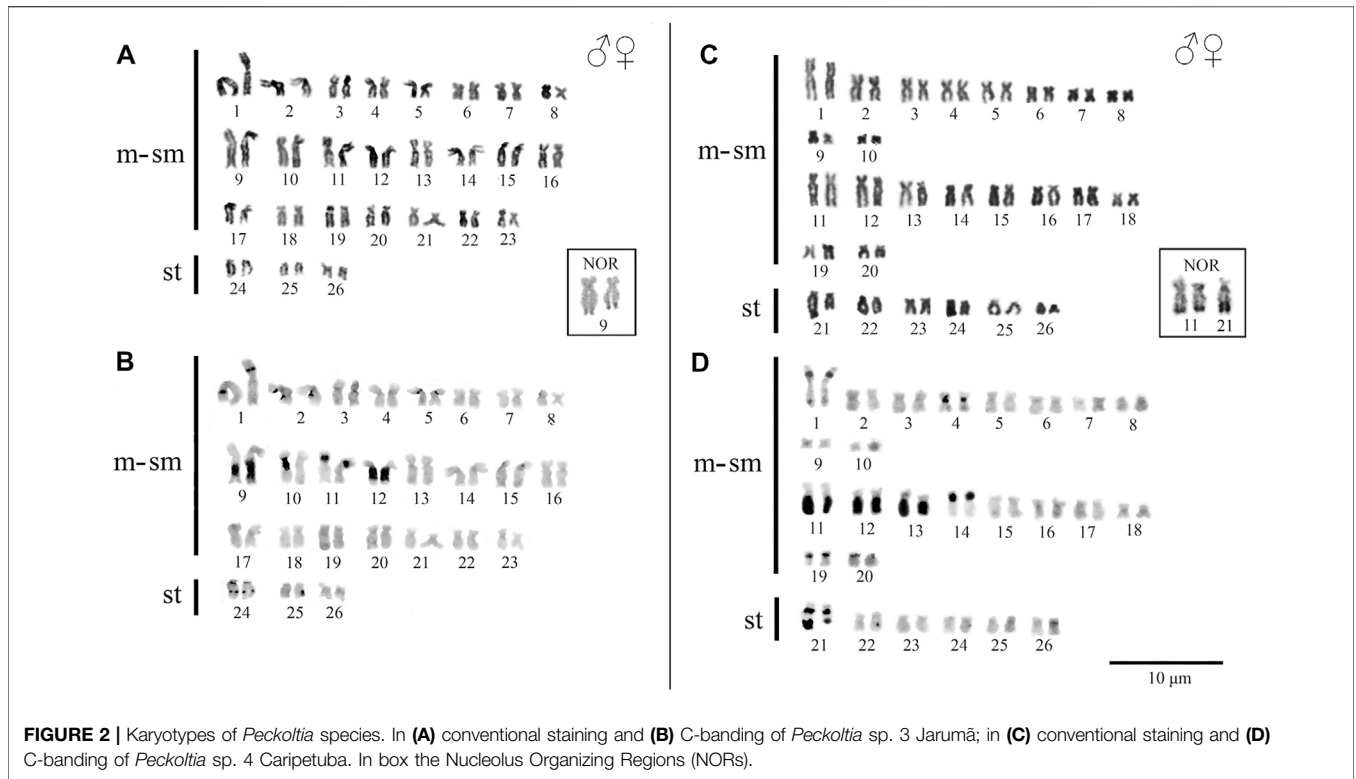 A
♂♀
1 2 3 4 5 6 7 8
m-sm
9 10 11 12 13 14 15 16
17 18 19 20 21 22 23
st
24 25 26
NOR
9
B
1 2 3 4 5 6 7 8
m-sm
9 10 11 12 13 14 15 16
17 18 19 20 21 22 23
st
24 25 26
C
♂♀
1 2 3 4 5 6 7 8
m-sm
9 10
11 12 13 14 15 16 17 18
19 20
st
21 22 23 24 25 26
NOR
11 21
D
1 2 3 4 5 6 7 8
9 10
m-sm
11 12 13 14 15 16 17 18
19 20
st
21 22 23 24 25 26
10 µm
FIGURE 2 | Karyotypes of Peckoltia species. In (A) conventional staining and (B) C-banding of Peckoltia sp. 3 Jarumã; in (C) conventional staining and (D)
C-banding of Peckoltia sp. 4 Caripetuba. In box the Nucleolus Organizing Regions (NORs).